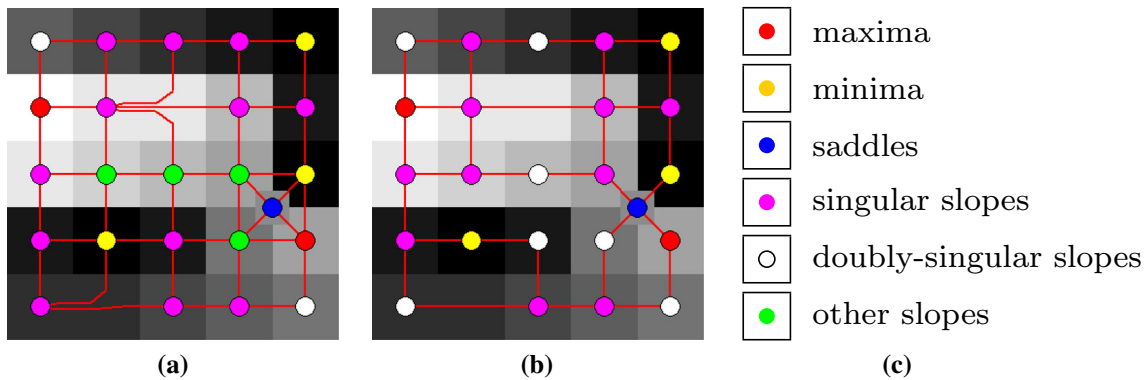 maxima
minima
saddles
singular slopes
doubly-singular slopes
other slopes
(a) (b) (c)